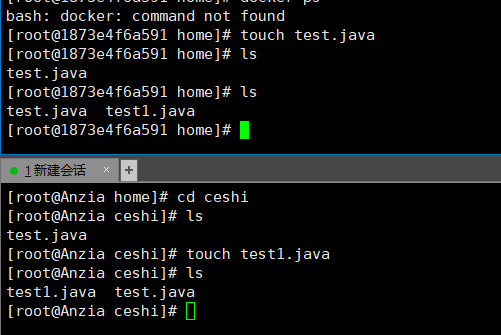 bash: docker: command not found
[root@1873e4f6a591 home]# touch test.java
[root@1873e4f6a591 home]# ls
test.java
[root@1873e4f6a591 home]# ls
test.java  test1.java
[root@1873e4f6a591 home]#
1 新建会话 × +
[root@Anzia home]# cd ceshi
[root@Anzia ceshi]# ls
test.java
[root@Anzia ceshi]# touch test1.java
[root@Anzia ceshi]# ls
test1.java  test.java
[root@Anzia ceshi]#